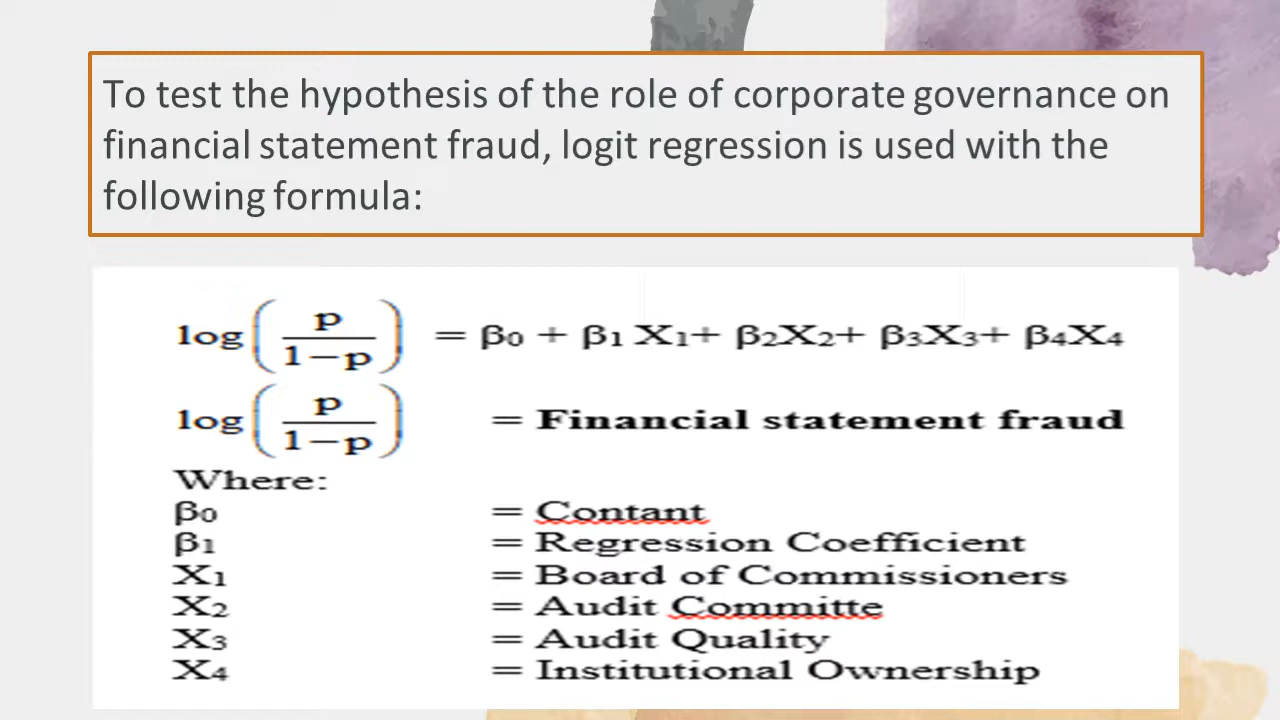 To test the hypothesis of the role of corporate governance on
financial statement fraud, logit regression is used with the
following formula:
log(p/1−p) = β0 + β1 X1+ β2X2+ β3X3+ β4X4
log(p/1−p) = Financial statement fraud
Where:
β0 = Contant
β1 = Regression Coefficient
X1 = Board of Commissioners
X2 = Audit Committe
X3 = Audit Quality
X4 = Institutional Ownership